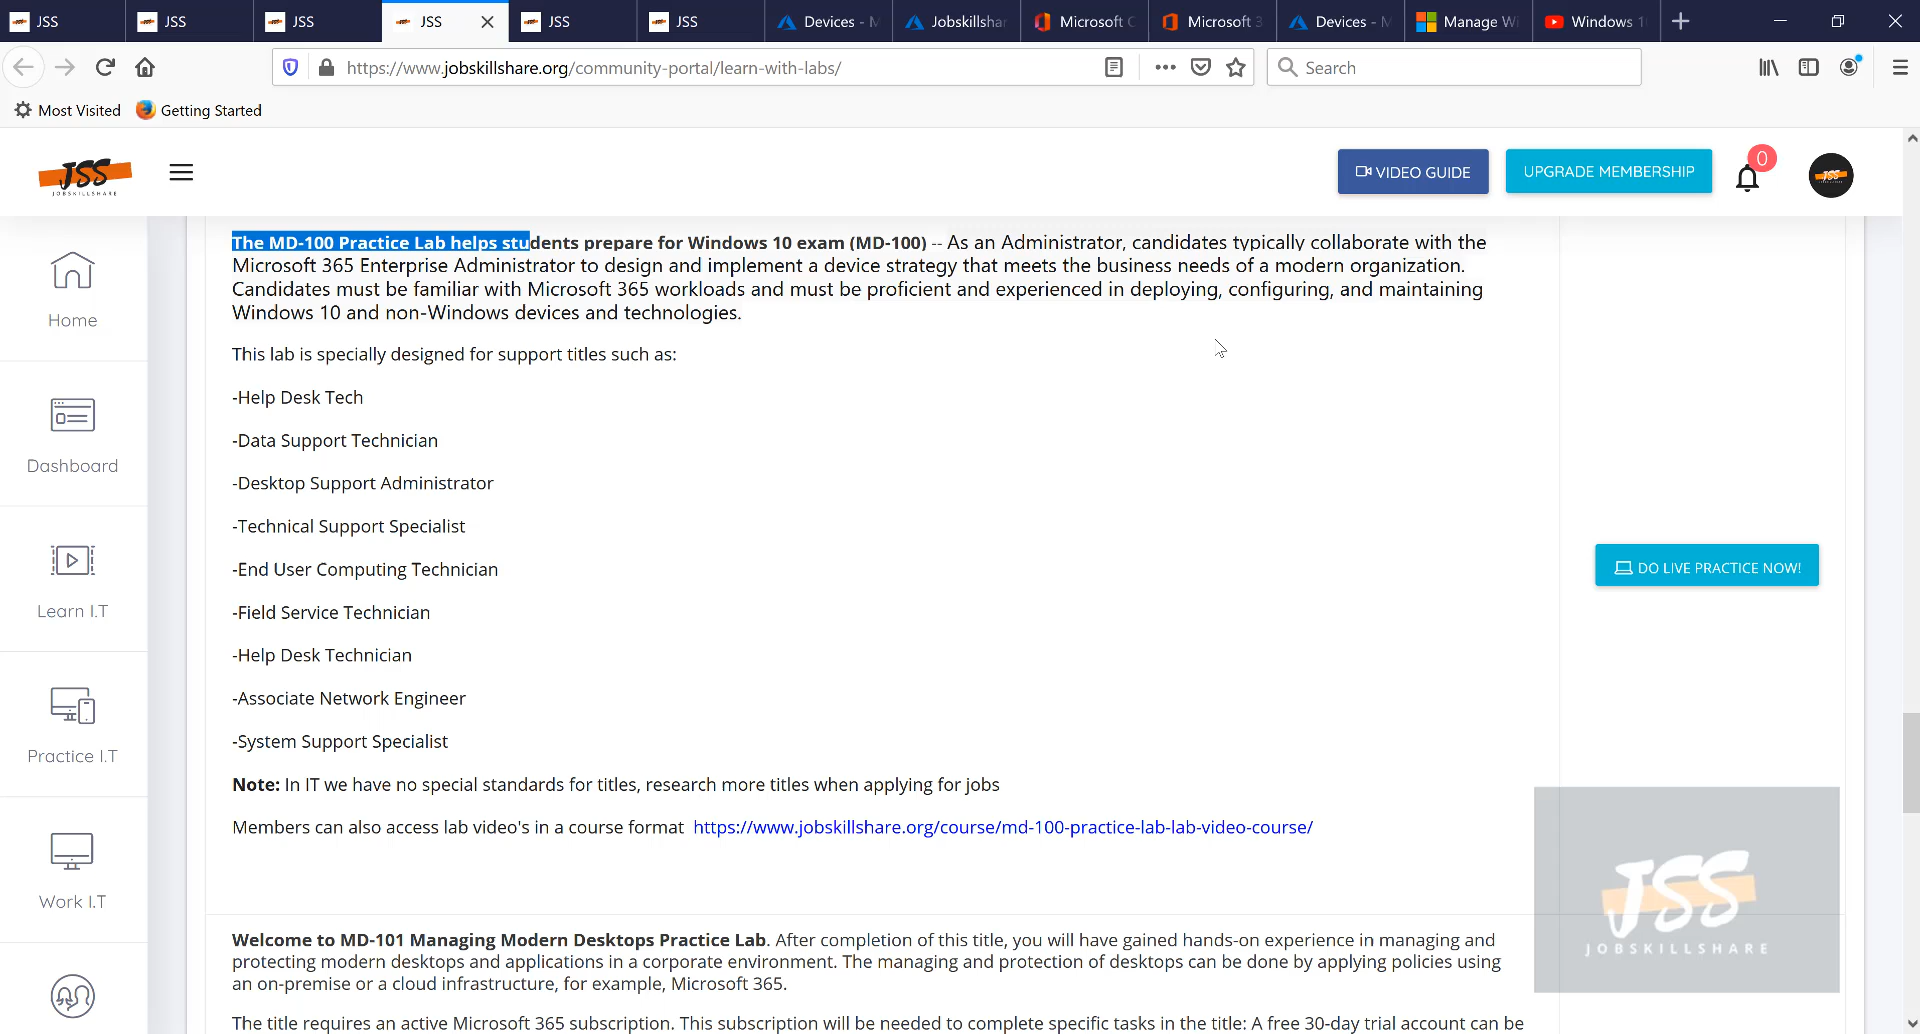 JSS
JSS
JSS
JSS
JSS
JSS
Devices - M
Jobskillshar
Microsoft C
Microsoft 3
Devices - M
Manage Wi
Windows 1
https://www.jobskillshare.org/community-portal/learn-with-labs/
Search
Most Visited
Getting Started
JSS
JOBSKILLSHARE
VIDEO GUIDE
UPGRADE MEMBERSHIP
0
Home
Dashboard
Learn I.T
Practice I.T
Work I.T
The MD-100 Practice Lab helps students prepare for Windows 10 exam (MD-100) -- As an Administrator, candidates typically collaborate with the
Microsoft 365 Enterprise Administrator to design and implement a device strategy that meets the business needs of a modern organization.
Candidates must be familiar with Microsoft 365 workloads and must be proficient and experienced in deploying, configuring, and maintaining
Windows 10 and non-Windows devices and technologies.
This lab is specially designed for support titles such as:
-Help Desk Tech
-Data Support Technician
-Desktop Support Administrator
-Technical Support Specialist
-End User Computing Technician
-Field Service Technician
-Help Desk Technician
-Associate Network Engineer
-System Support Specialist
Note: In IT we have no special standards for titles, research more titles when applying for jobs
Members can also access lab video's in a course format https://www.jobskillshare.org/course/md-100-practice-lab-lab-video-course/
DO LIVE PRACTICE NOW!
Welcome to MD-101 Managing Modern Desktops Practice Lab. After completion of this title, you will have gained hands-on experience in managing and
protecting modern desktops and applications in a corporate environment. The managing and protection of desktops can be done by applying policies using
an on-premise or a cloud infrastructure, for example, Microsoft 365.
The title requires an active Microsoft 365 subscription. This subscription will be needed to complete specific tasks in the title: A free 30-day trial account can be
JSS
JOBSKILLSHARE